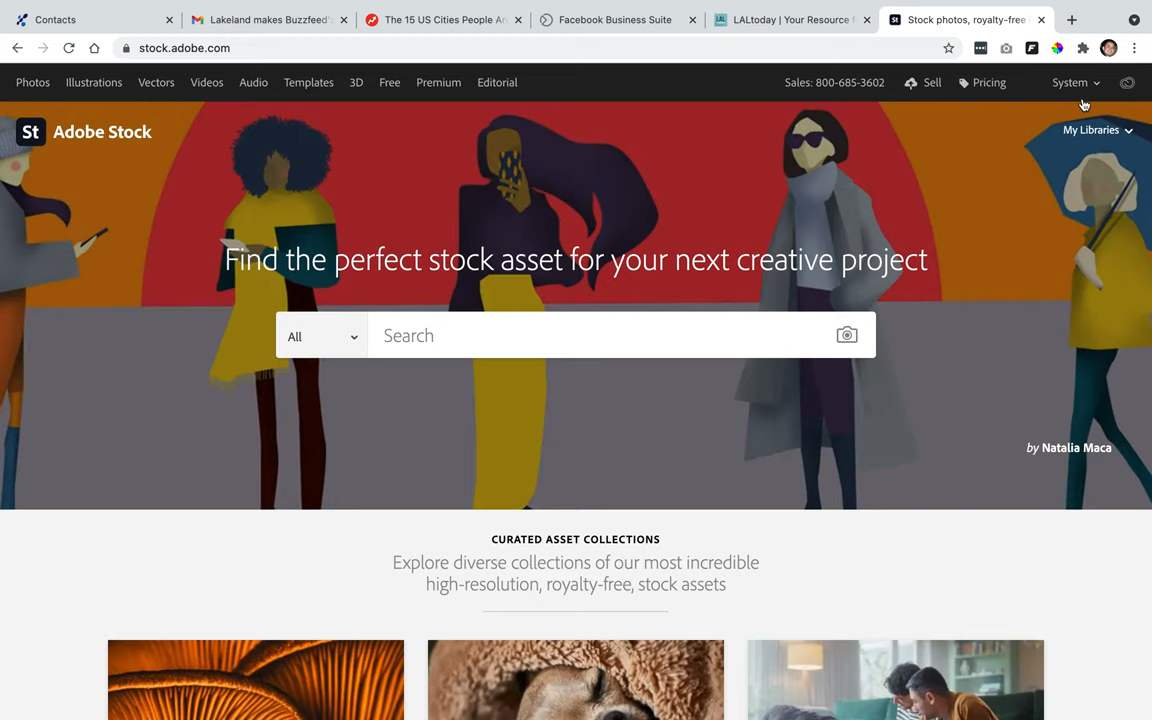 Contacts
Lakeland makes Buzzfeed's
The 15 US Cities People Ar
Facebook Business Suite
LALtoday | Your Resource f
Stock photos, royalty-free
stock.adobe.com
Photos
Illustrations
Vectors
Videos
Audio
Templates
3D
Free
Premium
Editorial
Sales: 800-685-3602
Sell
Pricing
System
St Adobe Stock
My Libraries
Find the perfect stock asset for your next creative project
All
Search
by Natalia Maca
CURATED ASSET COLLECTIONS
Explore diverse collections of our most incredible
high-resolution, royalty-free, stock assets